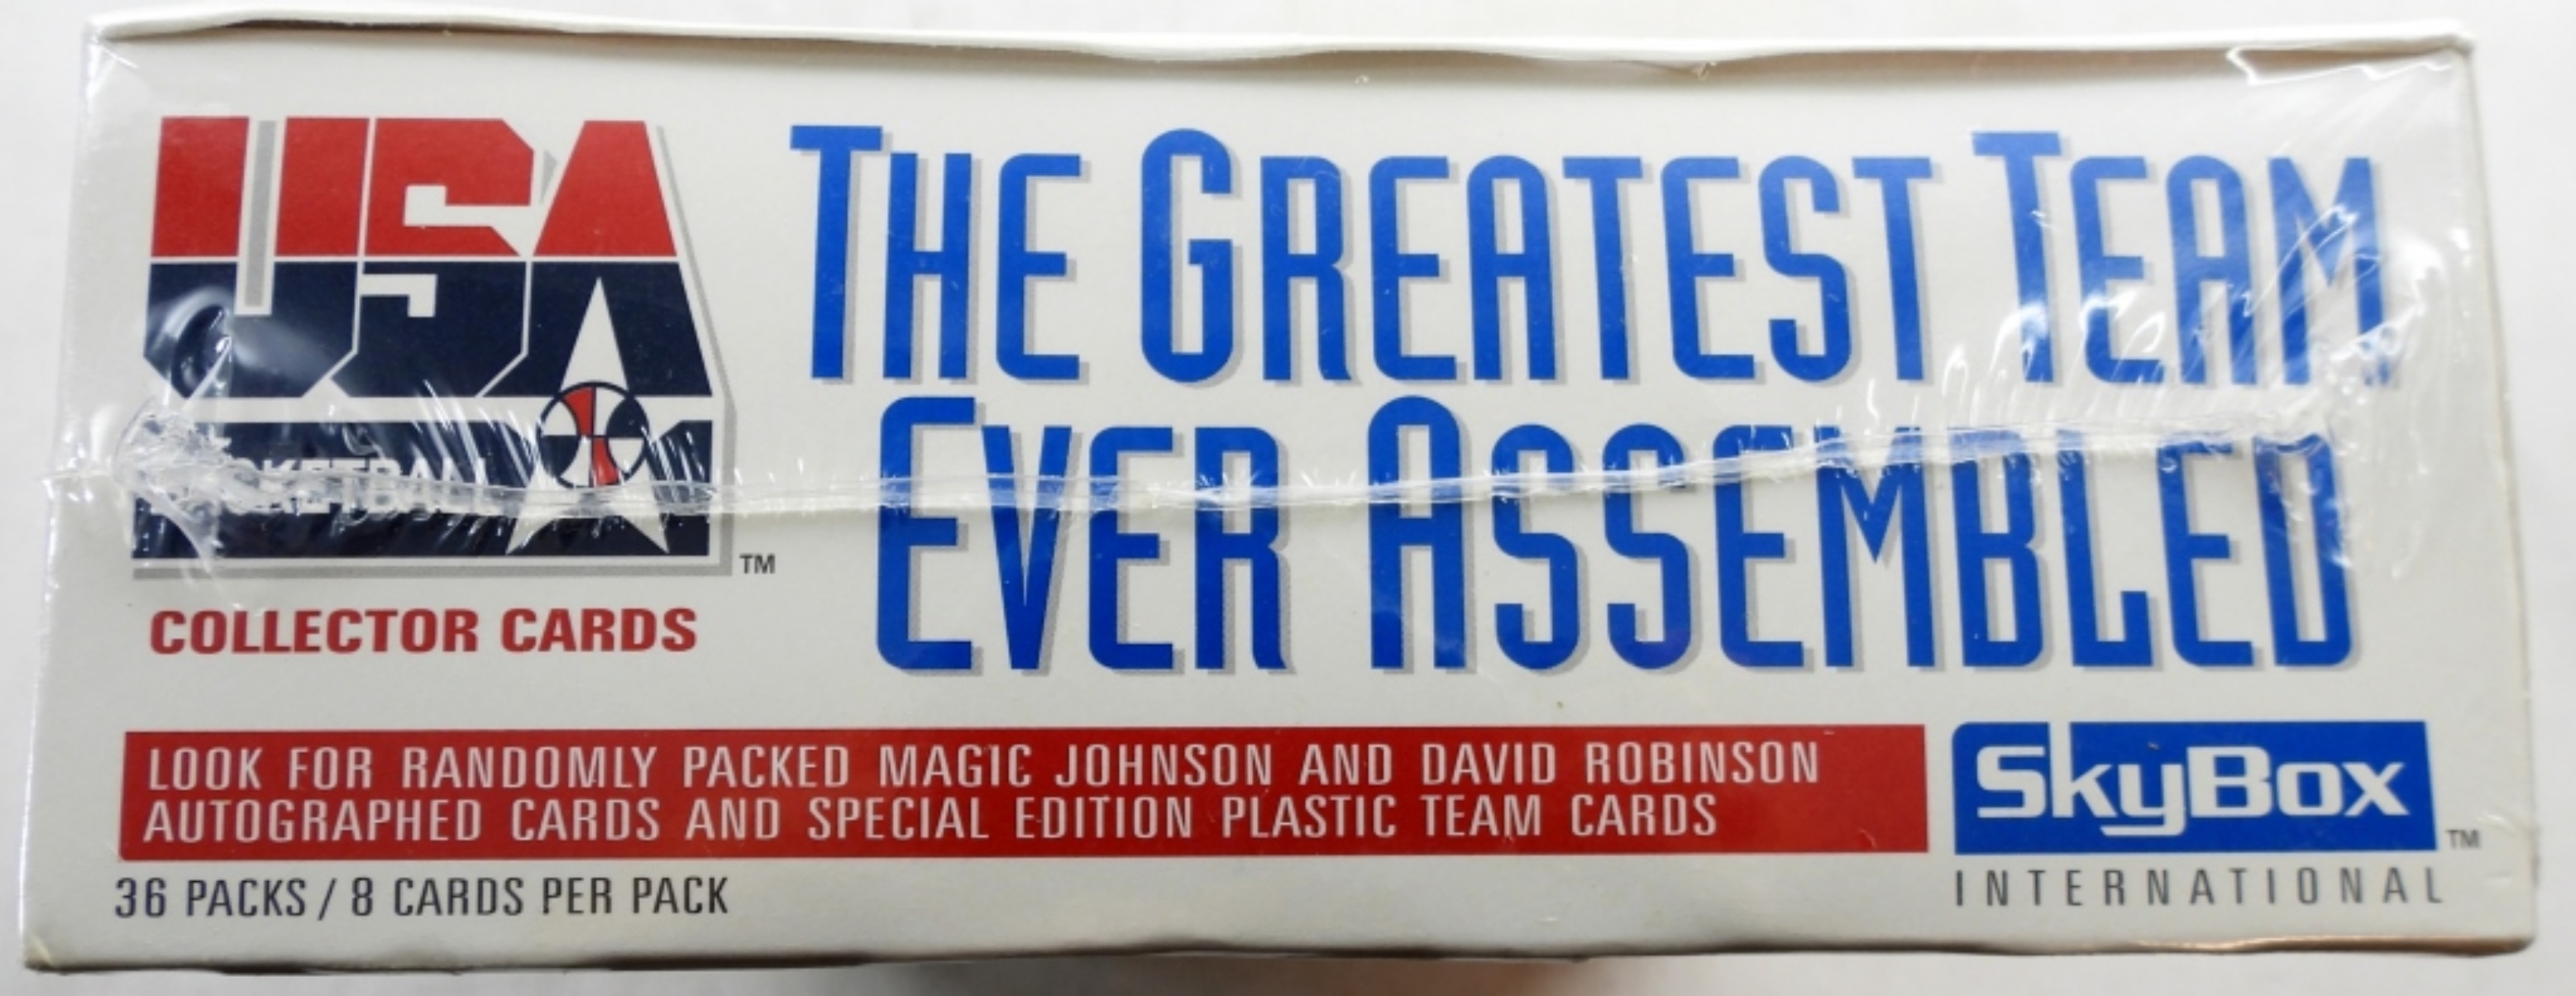 USA
BASKETBALL
TM
COLLECTOR CARDS
THE GREATEST TEAM
EVER ASSEMBLED
LOOK FOR RANDOMLY PACKED MAGIC JOHNSON AND DAVID ROBINSON
AUTOGRAPHED CARDS AND SPECIAL EDITION PLASTIC TEAM CARDS
36 PACKS / 8 CARDS PER PACK
SkyBox
TM
INTERNATIONAL